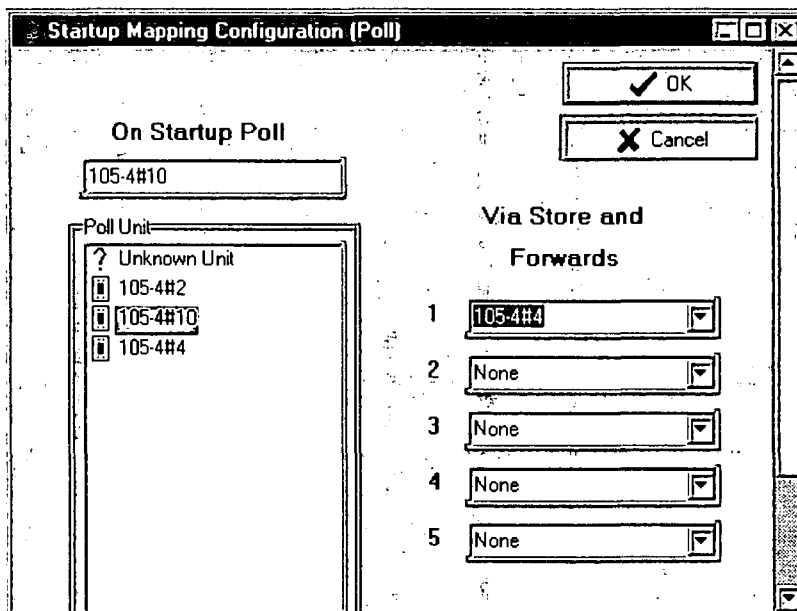 Startup Mapping Configuration (Poll)
OK
Cancel
On Startup Poll
105-4#10
Poll Unit
? Unknown Unit
105-4#2
105-4#10
105-4#4
Via Store and
Forwards
1 105-4#4
2 None
3 None
4 None
5 None